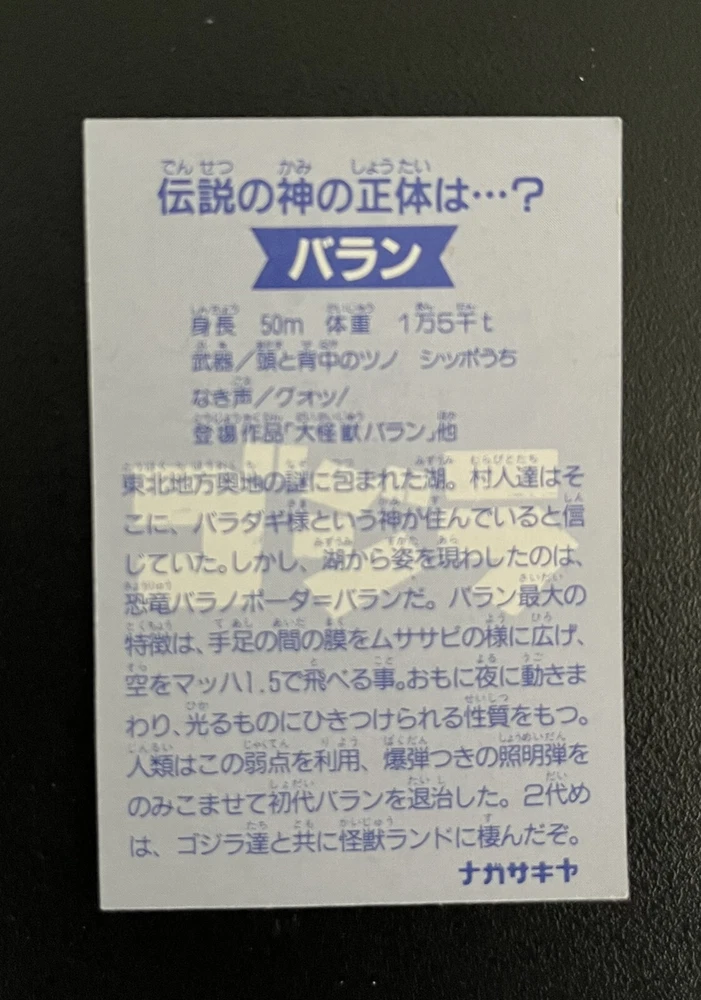 伝説の神の正体は…?
バラン
身長 50m 体重 1万5千t
武器/頭と背中のツノ シッポうち
なき声/グオッ/
登場作品「大怪獣バラン」他
東北地方奥地の謎に包まれた湖。村人達はそ
こに、バラダギ様という神が住んでいると信
じていた。しかし、湖から姿を現わしたのは、
恐竜バラノポーダ=バランだ。バラン最大の
特徴は、手足の間の膜をムササビの様に広げ、
空をマッハ1.5で飛べる事。おもに夜に動きま
わり、光るものにひきつけられる性質をもつ。
人類はこの弱点を利用、爆弾つきの照明弾を
のみこませて初代バランを退治した。2代め
は、ゴジラ達と共に怪獣ランドに棲んだぞ。
ナガサキヤ